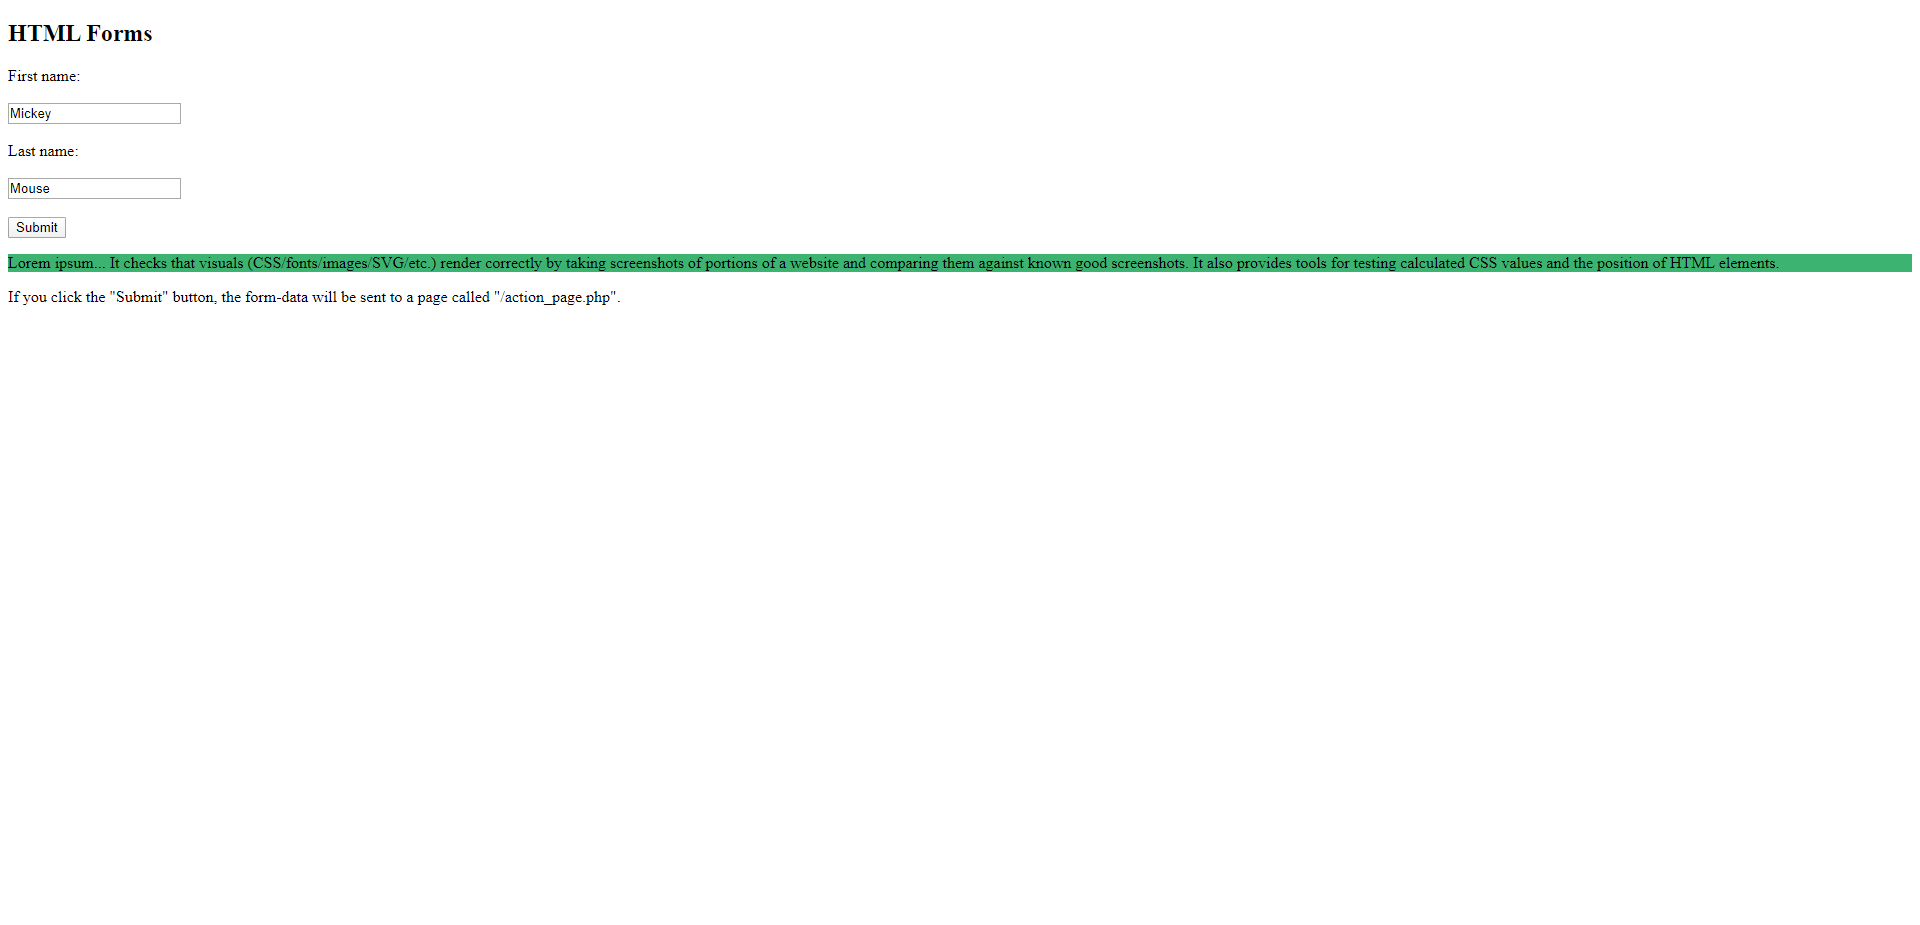 HTML Forms
First name:
Mickey
Last name:
Mouse
Submit
Lorem ipsum... It checks that visuals (CSS/fonts/images/SVG/etc.) render correctly by taking screenshots of portions of a website and comparing them against known good screenshots. It also provides tools for testing calculated CSS values and the position of HTML elements.
If you click the "Submit" button, the form-data will be sent to a page called "/action_page.php".